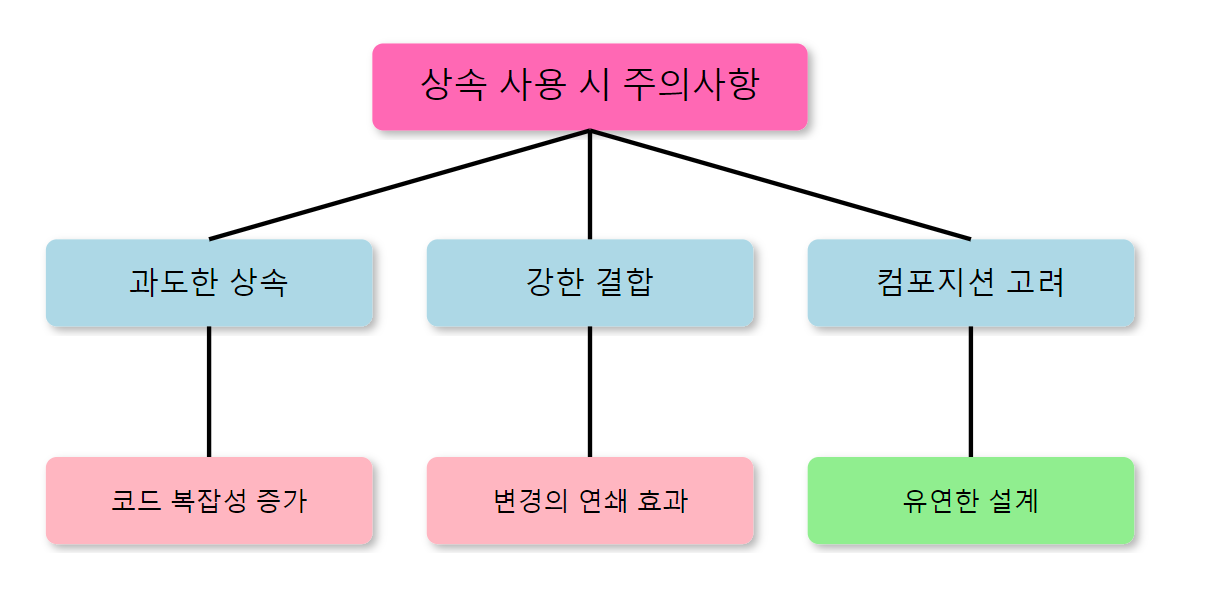 상속 사용 시 주의사항
과도한 상속
강한 결합
컴포지션 고려
코드 복잡성 증가
변경의 연쇄 효과
유연한 설계